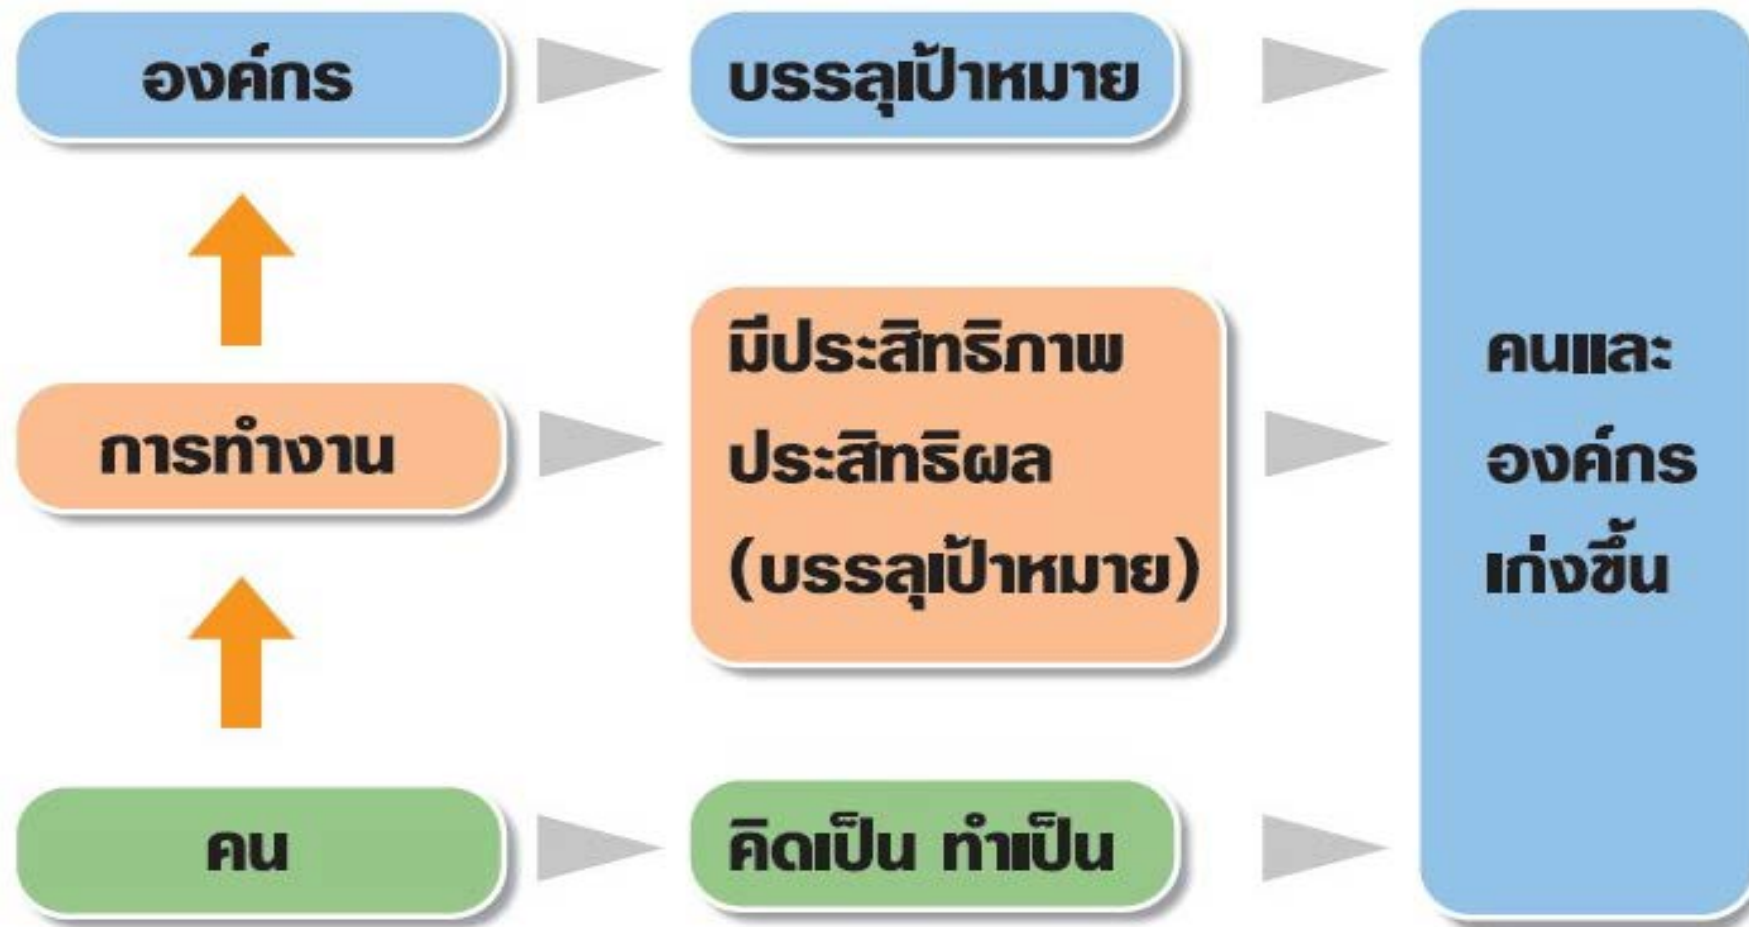 องค์กร
บรรลุเป้าหมาย
การทำงาน
มีประสิทธิภาพ
ประสิทธิผล
(บรรลุเป้าหมาย)
คน
คิดเป็น ทำเป็น
คนและ
องค์กร
เก่งขึ้น